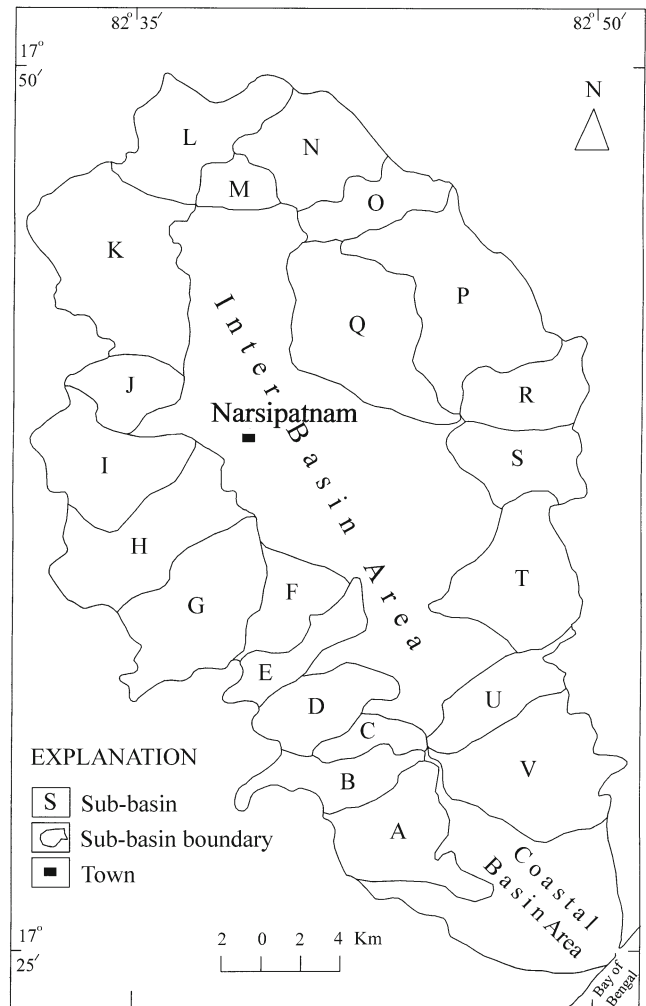 82° 35′
82° 50′
17°
50′
N
L
N
M
O
K
P
Q
J
R
Inter Basin Area
Narsipatnam
I
S
H
T
F
G
E
U
D
C
V
B
A
EXPLANATION
S Sub-basin
Sub-basin boundary
Town
Coastal
Basin Area
17°
25′
2 0 2 4 Km
Bay of
Bengal